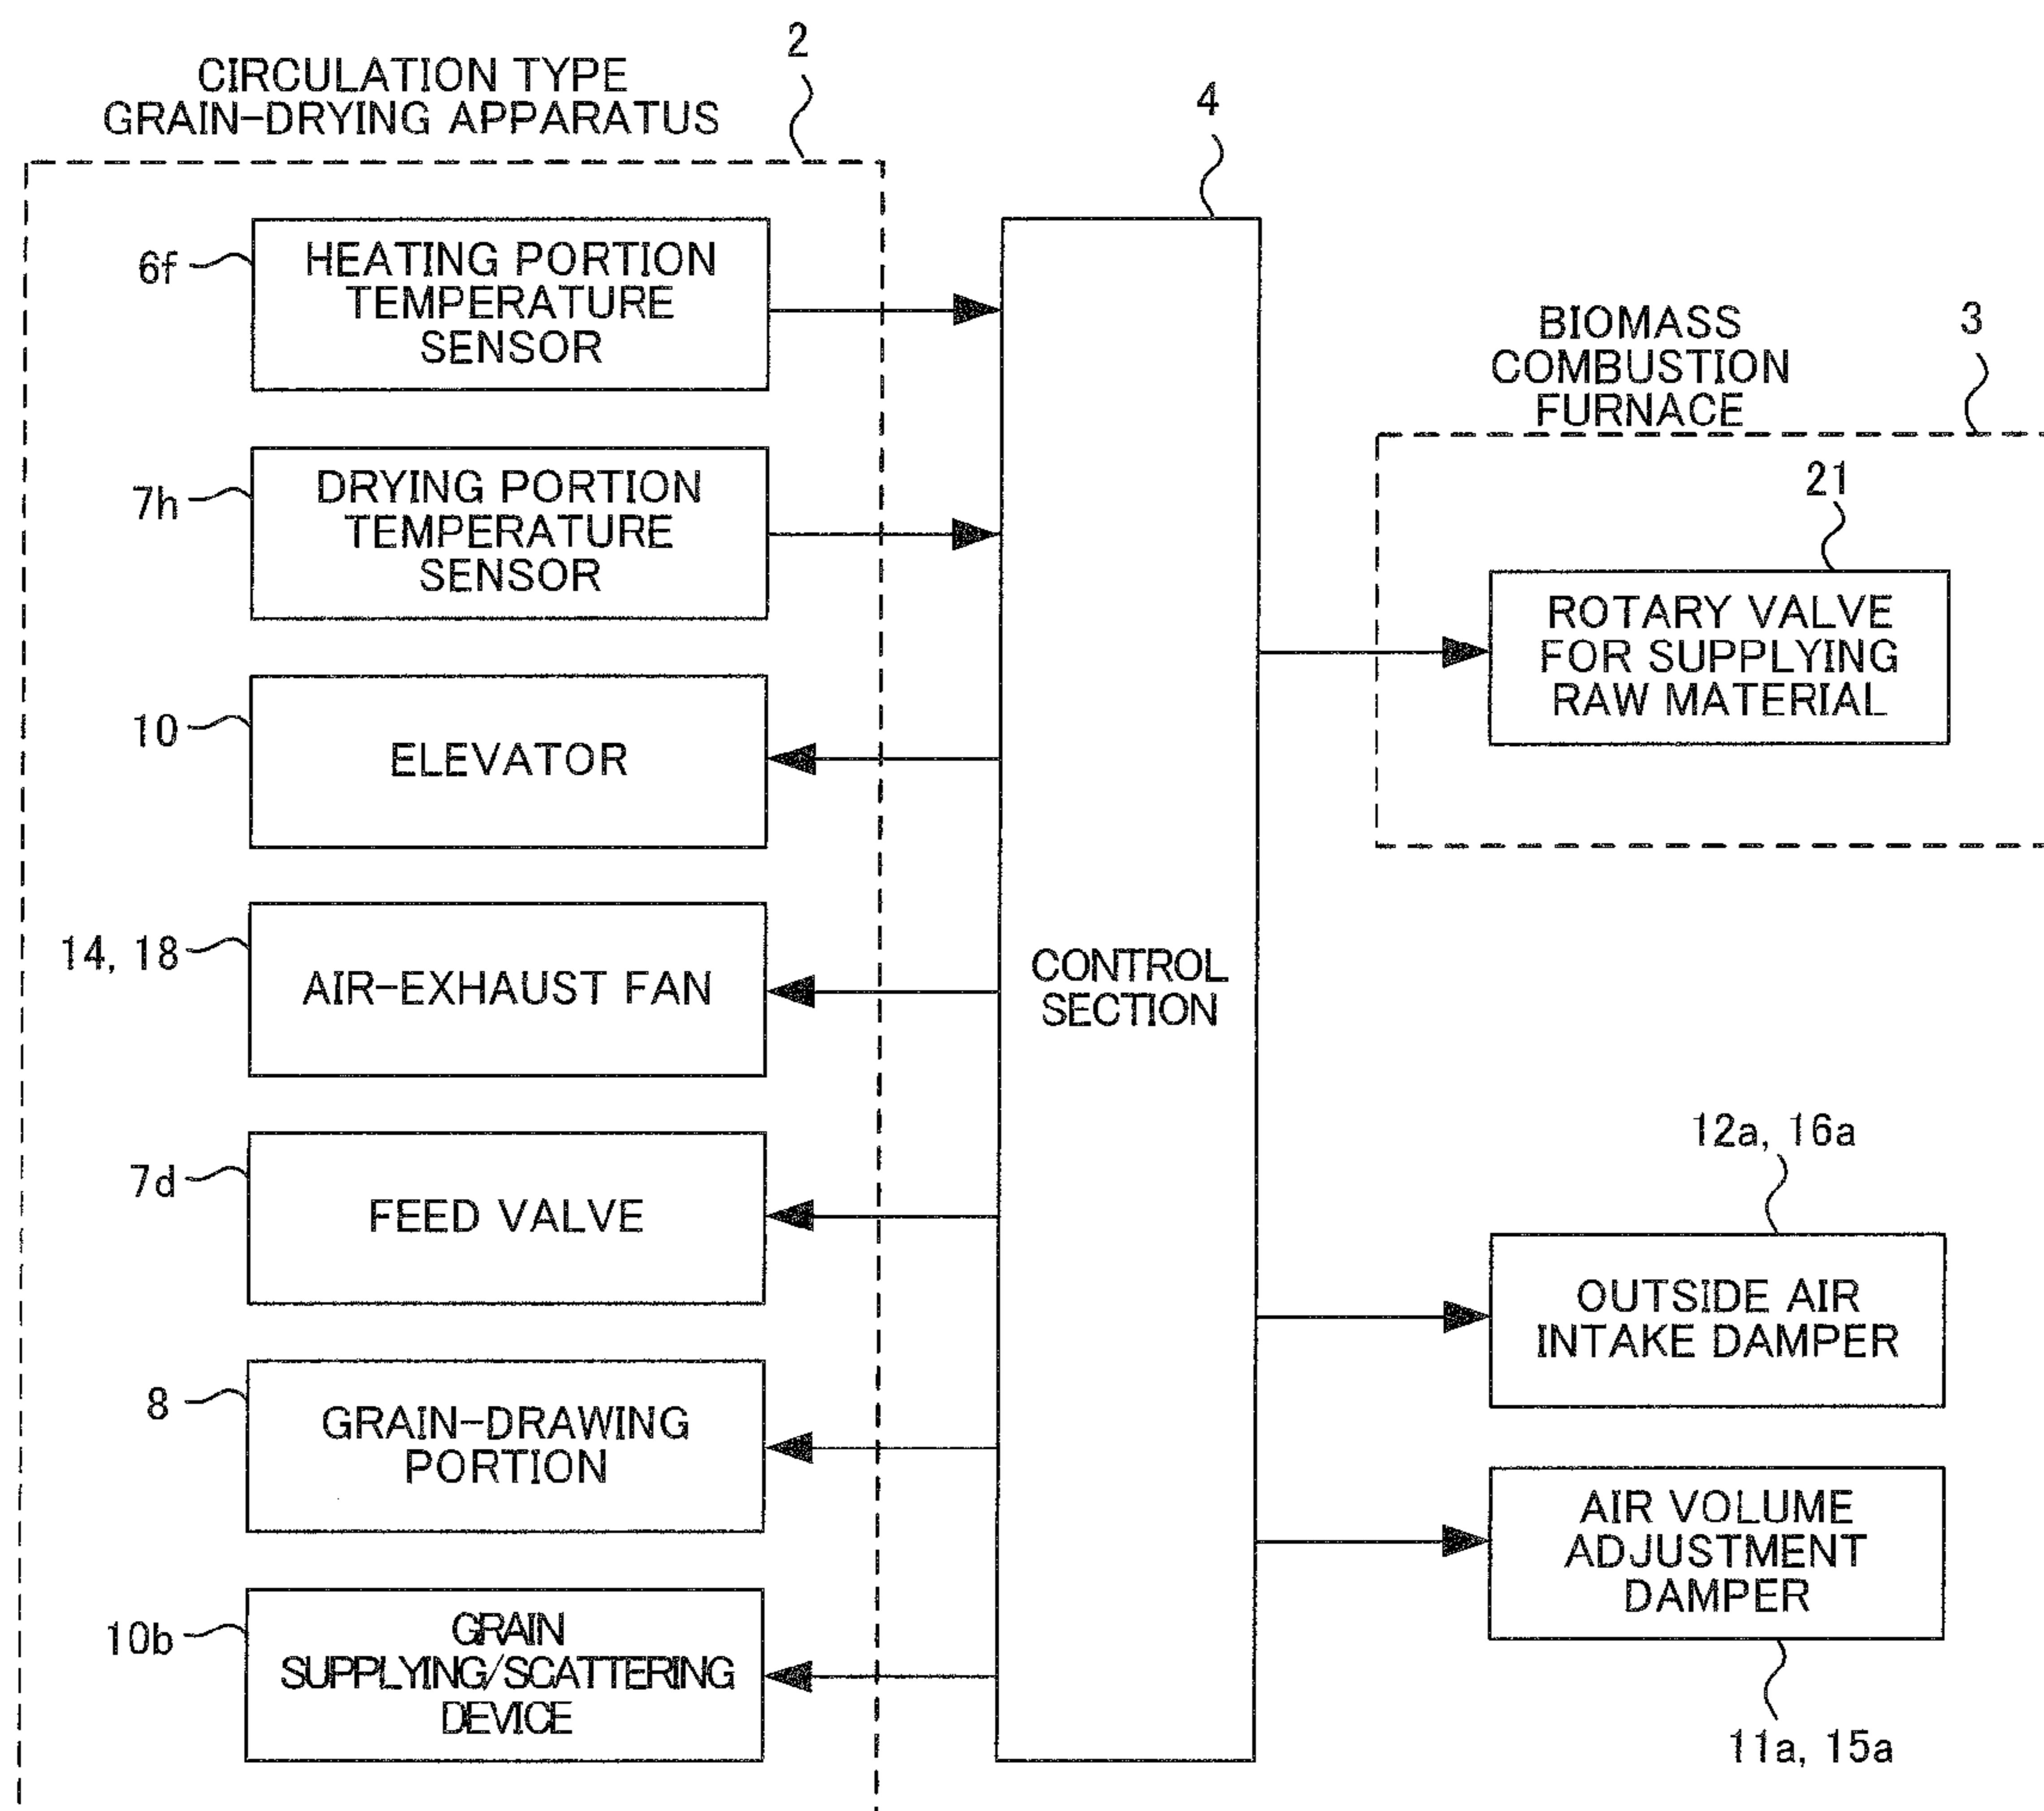 2
CIRCULATION TYPE
GRAIN-DRYING APPARATUS
4
6f
HEATING PORTION
TEMPERATURE
SENSOR
BIOMASS
COMBUSTION
FURNACE
3
7h
DRYING PORTION
TEMPERATURE
SENSOR
21
ROTARY VALVE
FOR SUPPLYING
RAW MATERIAL
10
ELEVATOR
14, 18
AIR-EXHAUST FAN
CONTROL
SECTION
7d
FEED VALVE
12a, 16a
OUTSIDE AIR
INTAKE DAMPER
8
GRAIN-DRAWING
PORTION
AIR VOLUME
ADJUSTMENT
DAMPER
11a, 15a
10b
GRAIN
SUPPLYING/SCATTERING
DEVICE